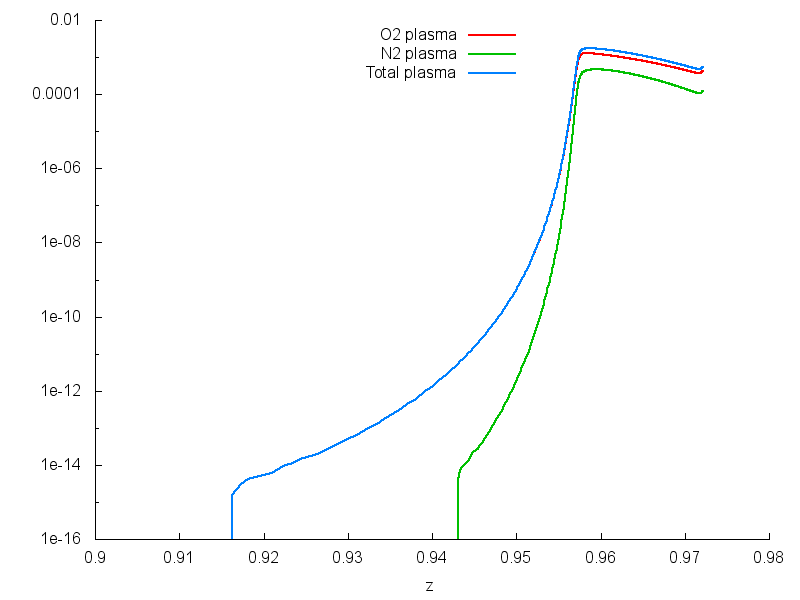 0.01
0.0001
1e-06
1e-08
1e-10
1e-12
1e-14
1e-16
O2 plasma
N2 plasma
Total plasma
0.9 0.91 0.92 0.93 0.94 0.95 0.96 0.97 0.98
z